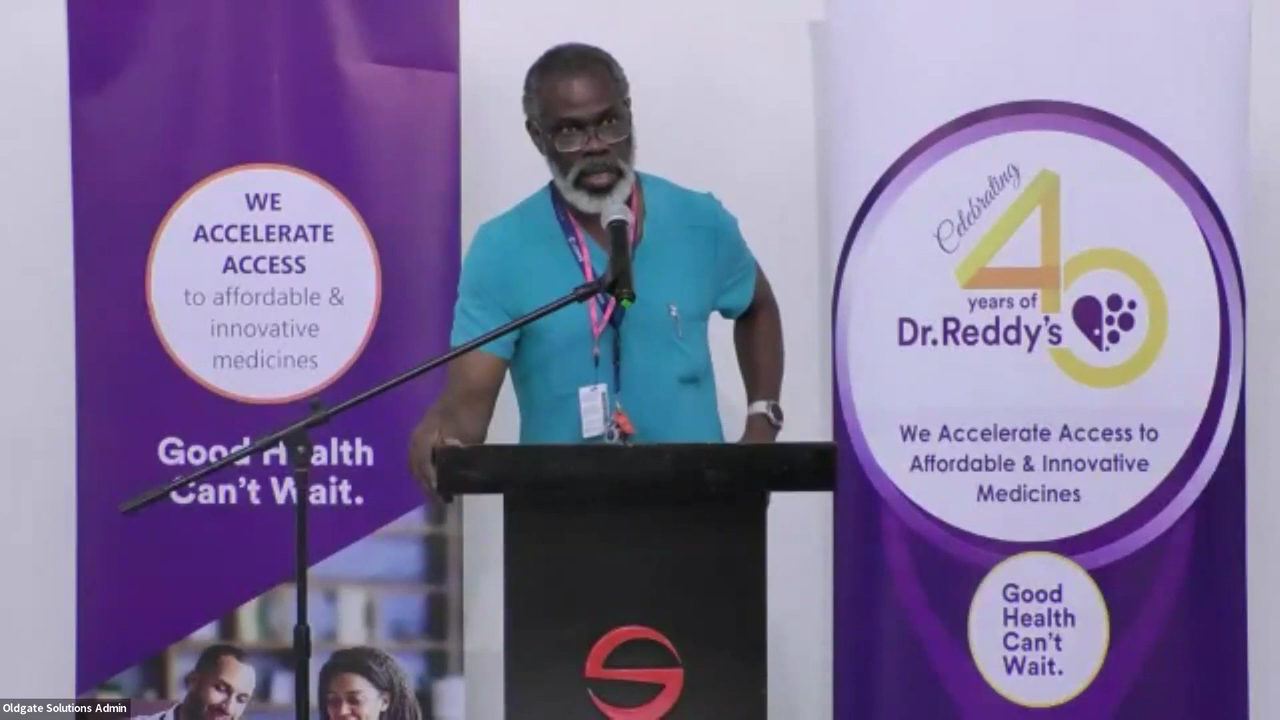 WE
ACCELERATE
ACCESS
to affordable &
innovative
medicines
Good Health
Can't Wait.
Celebrating
40
years of
Dr.Reddy's
We Accelerate Access to
Affordable & Innovative
Medicines
Good
Health
Can't
Wait.
Oldgate Solutions Admin